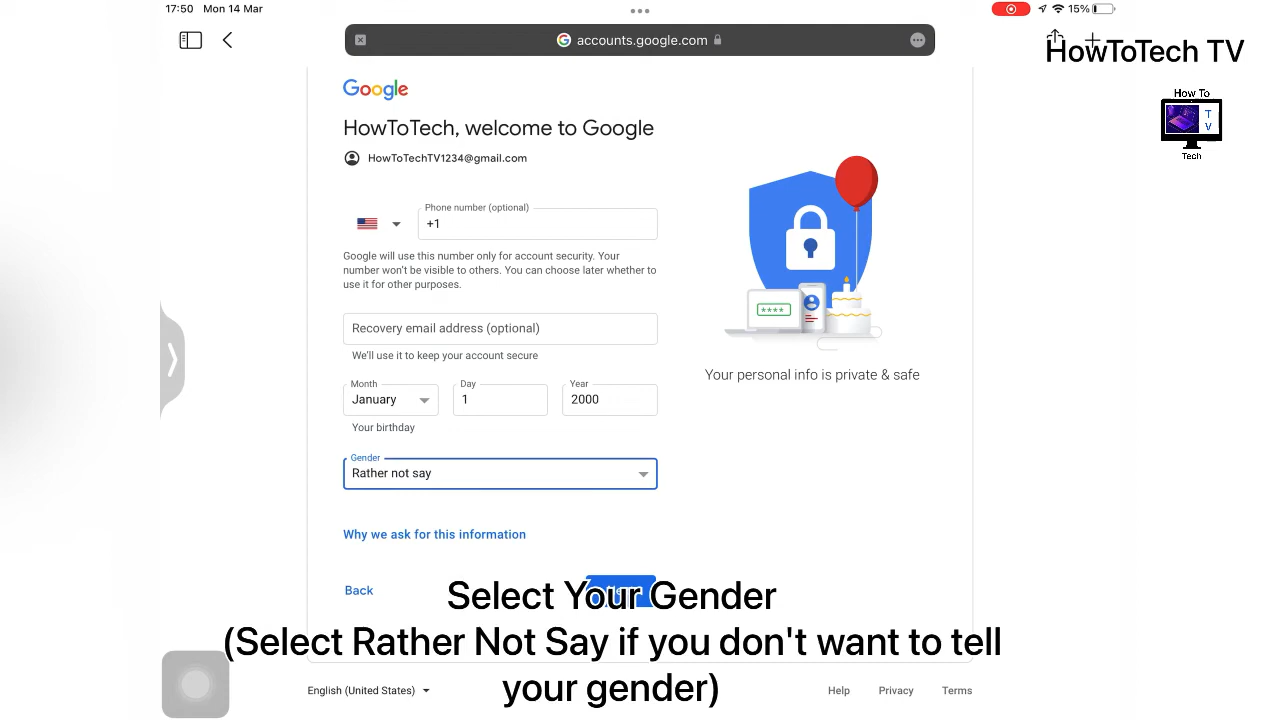 17:50 Mon 14 Mar
15%
accounts.google.com
HowToTech TV
How To
T
V
Tech
Google
HowToTech, welcome to Google
HowToTechTV1234@gmail.com
Phone number (optional)
+1
Google will use this number only for account security. Your
number won't be visible to others. You can choose later whether to
use it for other purposes.
Recovery email address (optional)
We'll use it to keep your account secure
Month
January
Day
1
Year
2000
Your birthday
Gender
Rather not say
Why we ask for this information
Back
****
Your personal info is private & safe
Select Your Gender
(Select Rather Not Say if you don't want to tell
your gender)
English (United States)
Help
Privacy
Terms